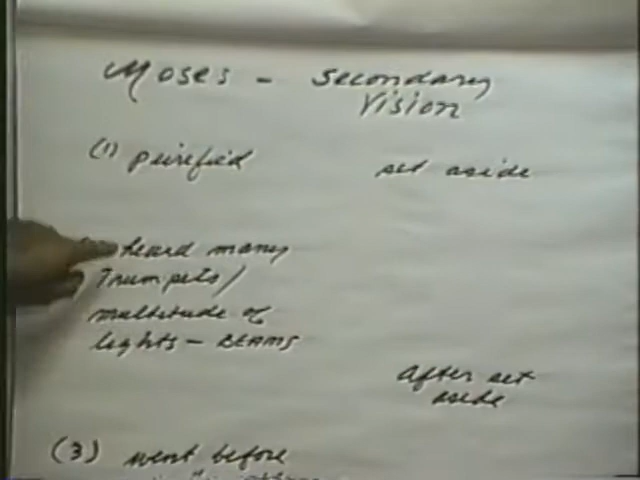 Moses - secondary
vision
(1) purified set aside
heard many
Trumpets/
multitude of
lights - BEAMS
After set
aside
(3) went before